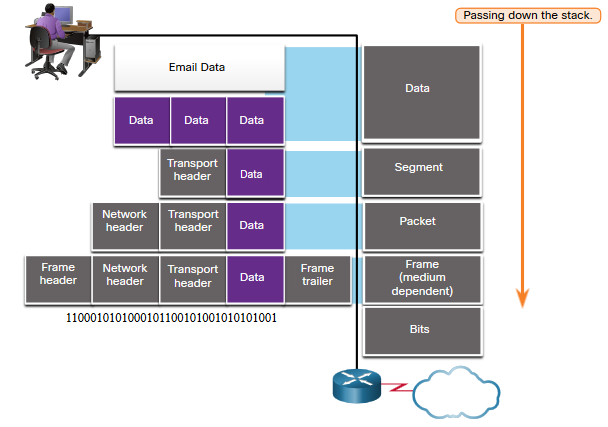 Passing down the stack.
Email Data
Data
Data
Data
Data
Transport
header
Data
Segment
Network
header
Transport
header
Data
Packet
Frame
header
Network
header
Transport
header
Data
Frame
trailer
Frame
(medium
dependent)
1100010101000101100101001010101001
Bits